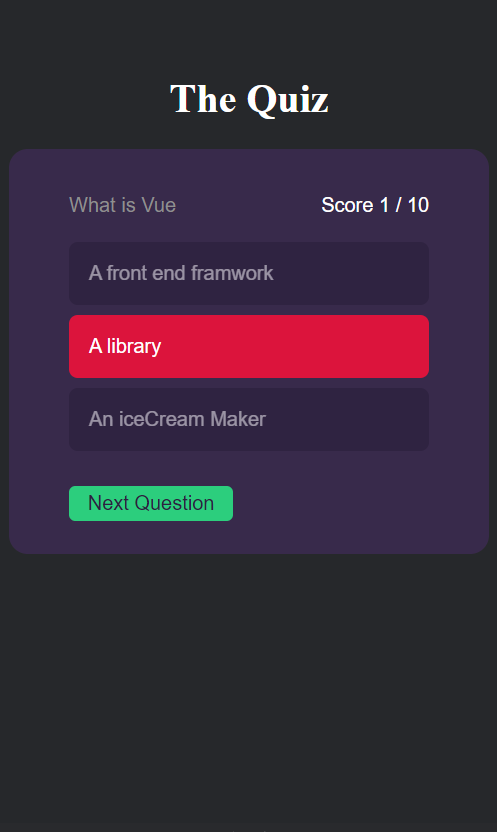 The Quiz
What is Vue
Score 1 / 10
A front end framwork
A library
An iceCream Maker
Next Question